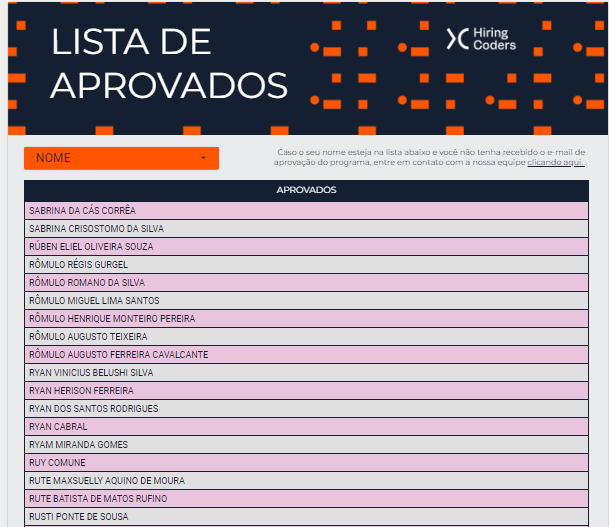 LISTA DE
APROVADOS
Hiring
Coders
NOME
Caso o seu nome esteja na lista abaixo e você não tenha recebido o e-mail de
aprovação do programa, entre em contato com a nossa equipe clicando aqui.
APROVADOS
SABRINA DA CÁS CORRÊA
SABRINA CRISOSTOMO DA SILVA
RÚBEN ELIEL OLIVEIRA SOUZA
RÔMULO RÉGIS GURGEL
RÔMULO ROMANO DA SILVA
RÔMULO MIGUEL LIMA SANTOS
RÔMULO HENRIQUE MONTEIRO PEREIRA
RÔMULO AUGUSTO TEIXEIRA
RÔMULO AUGUSTO FERREIRA CAVALCANTE
RYAN VINICIUS BELUSHI SILVA
RYAN HERISON FERREIRA
RYAN DOS SANTOS RODRIGUES
RYAN CABRAL
RYAM MIRANDA GOMES
RUY COMUNE
RUTE MAXSUELLY AQUINO DE MOURA
RUTE BATISTA DE MATOS RUFINO
RUSTI PONTE DE SOUSA